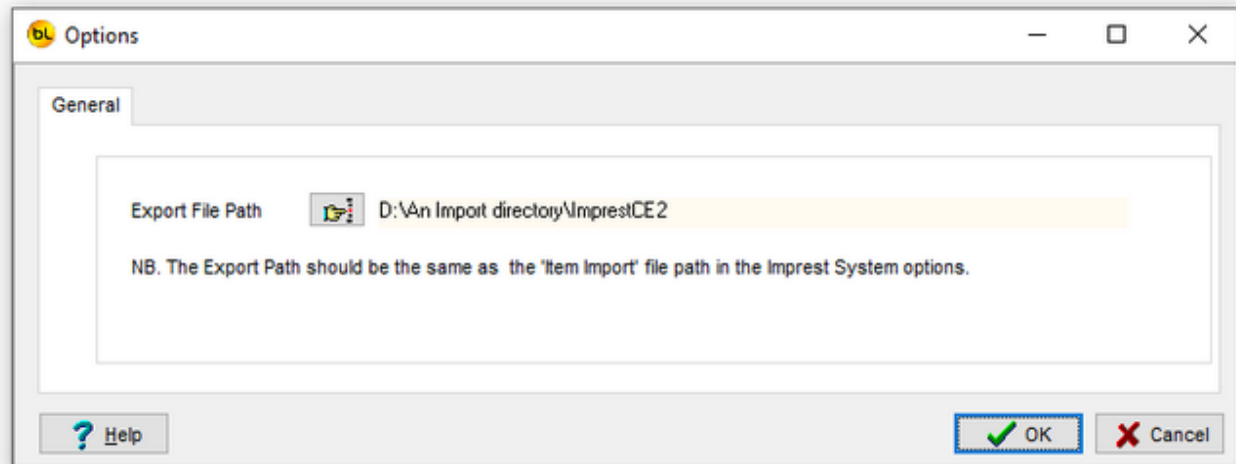 bL Options
General
Export File Path D:\An Import directory\ImprestCE2
NB. The Export Path should be the same as the 'Item Import' file path in the Imprest System options.
? Help OK Cancel